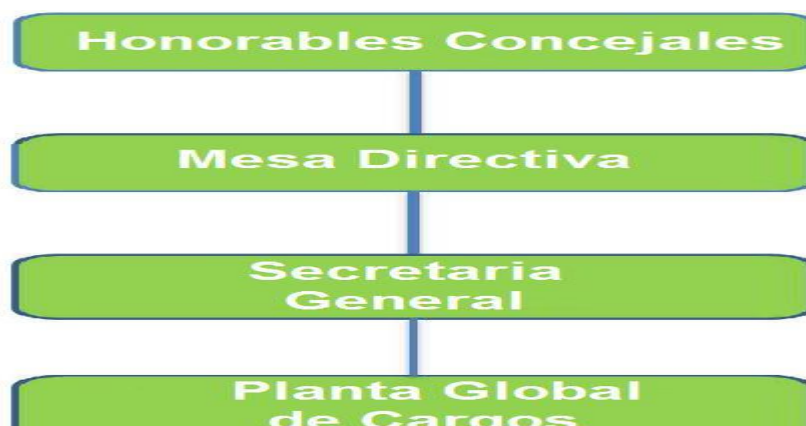 Honorables Concejales
Mesa Directiva
Secretaria
General
Planta Global
de Cargos